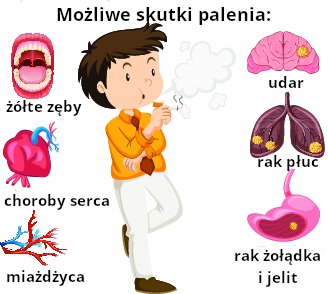 Możliwe skutki palenia:
żółte zęby
choroby serca
miażdżyca
udar
rak płuc
rak żołądka
i jelit